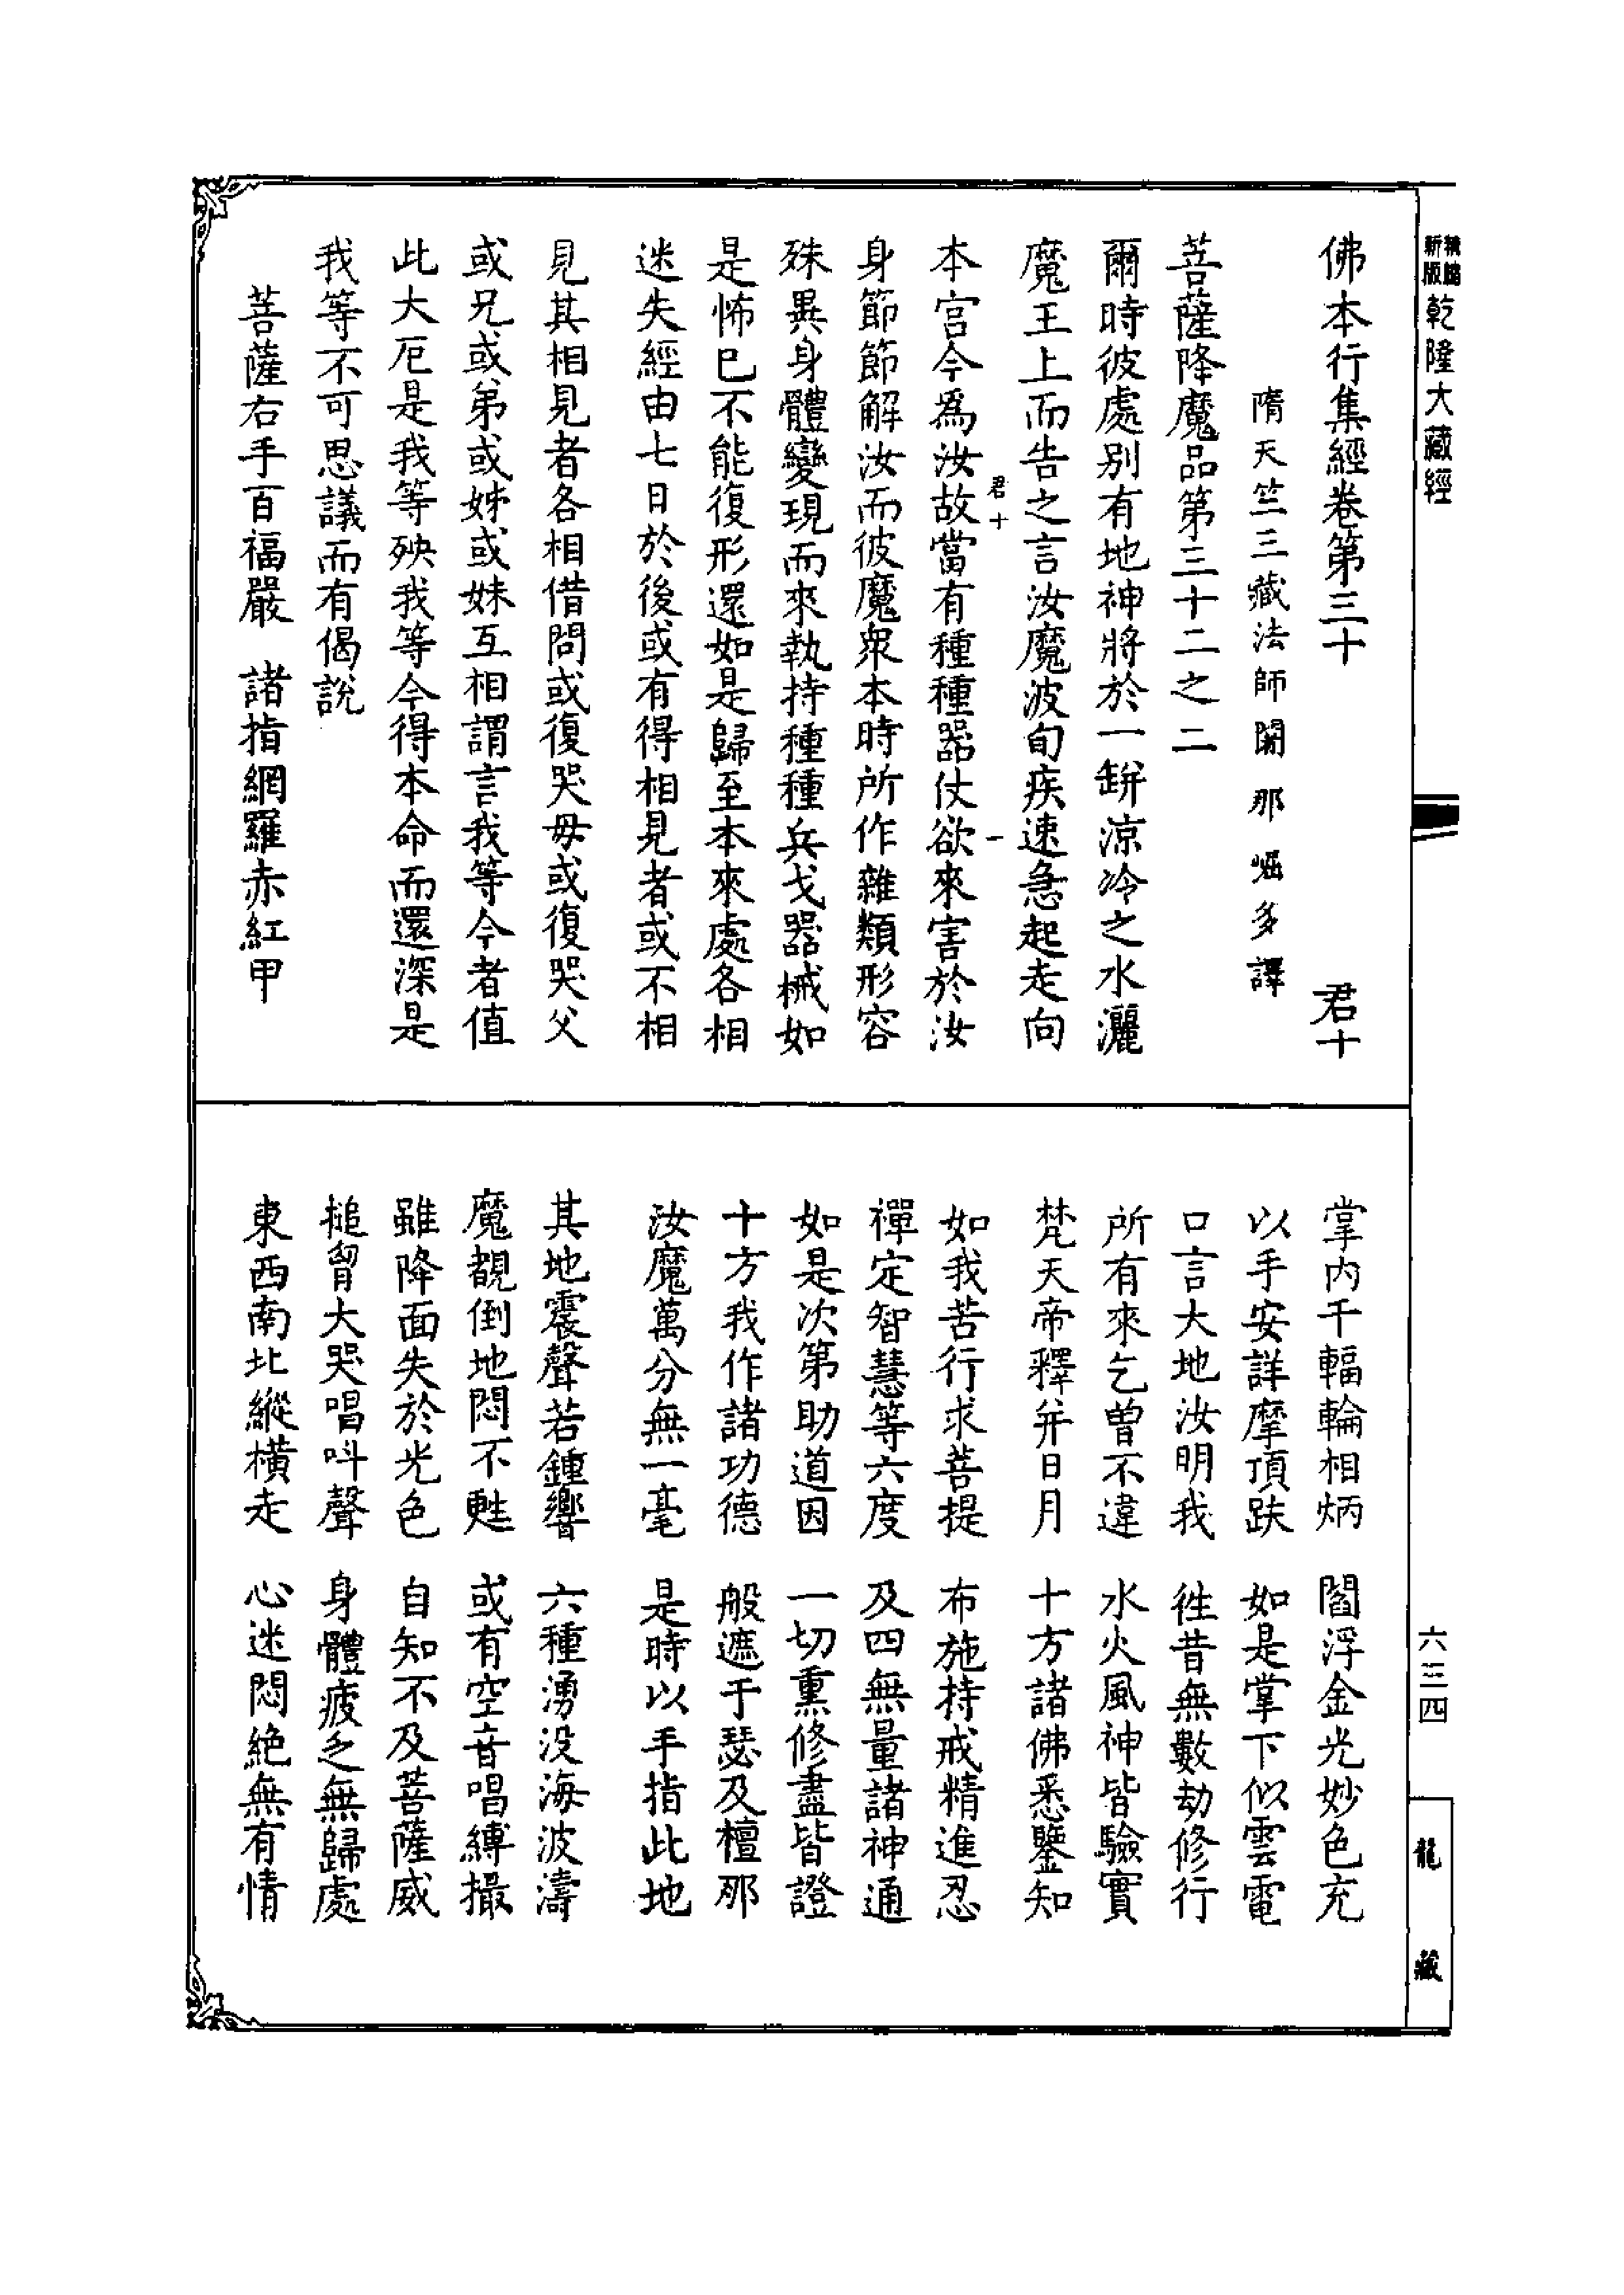 乾隆大藏經
佛本行集經卷第三十 君十
隋天竺三藏法師闍那崛多譯
菩薩降魔品第三十二之二
爾時彼處別有地神將於一缾涼冷之水灑
魔王上而告之言汝魔波旬疾速急起走向
君十 一
本宮今爲汝故當有種種器仗欲來害於汝
身節節解汝而彼魔衆本時所作雜類形容
殊異身體變現而來執持種種兵戈器械如
是怖已不能復形還如是歸至本來處各相
迷失經由七日於後或有得相見者或不相
見其相見者各相借問或復哭母或復哭父
或兄或弟或姊或妹互相謂言我等今者值
此大厄是我等殃我等今得本命而還深是
我等不可思議而有偈說
菩薩右手百福嚴 諸指網羅赤紅甲
掌內千輻輪相炳 閻浮金光妙色充
以手安詳摩頂趺 如是掌下似雲電
口言大地汝明我 徃昔無數劫修行
所有來乞曾不違 水火風神皆驗實
梵天帝釋并日月 十方諸佛悉鑒知
如我苦行求菩提 布施持戒精進忍
禪定智慧等六度 及四無量諸神通
如是次第助道因 一切熏修盡皆證
十方我作諸功德 般遮于瑟及檀那
汝魔萬分無一毫 是時以手指此地
其地震聲若鍾響 六種湧沒海波濤
魔覩倒地悶不甦 或有空音唱縛撮
雖降面失於光色 自知不及菩薩威
搥胷大哭唱呌聲 身體疲乏無歸處
東西南北縱橫走 心迷悶絕無有情
六三四
龍藏